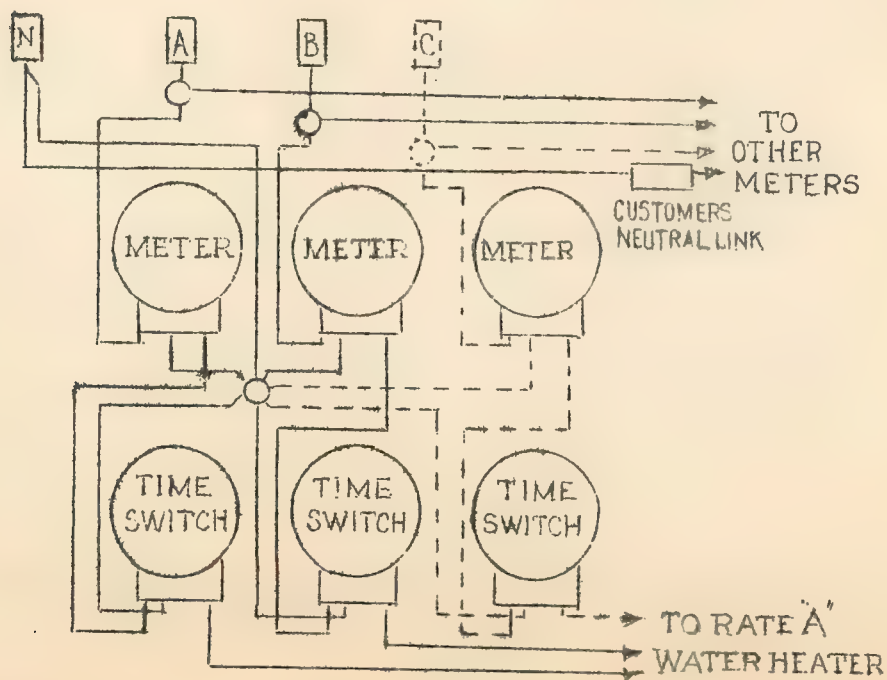 N A B C
TO
OTHER
METERS
CUSTOMERS
NEUTRAL LINK
METER METER METER
TIME
SWITCH
TIME
SWITCH
TIME
SWITCH
TO RATE "A"
WATER HEATER